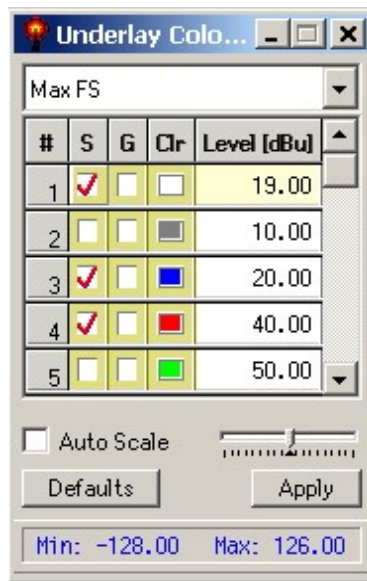 Underlay Colo...
Max FS
# S G Clr Level [dBu]
1 19.00
2 10.00
3 20.00
4 40.00
5 50.00
Auto Scale
Defaults Apply
Min: -128.00 Max: 126.00